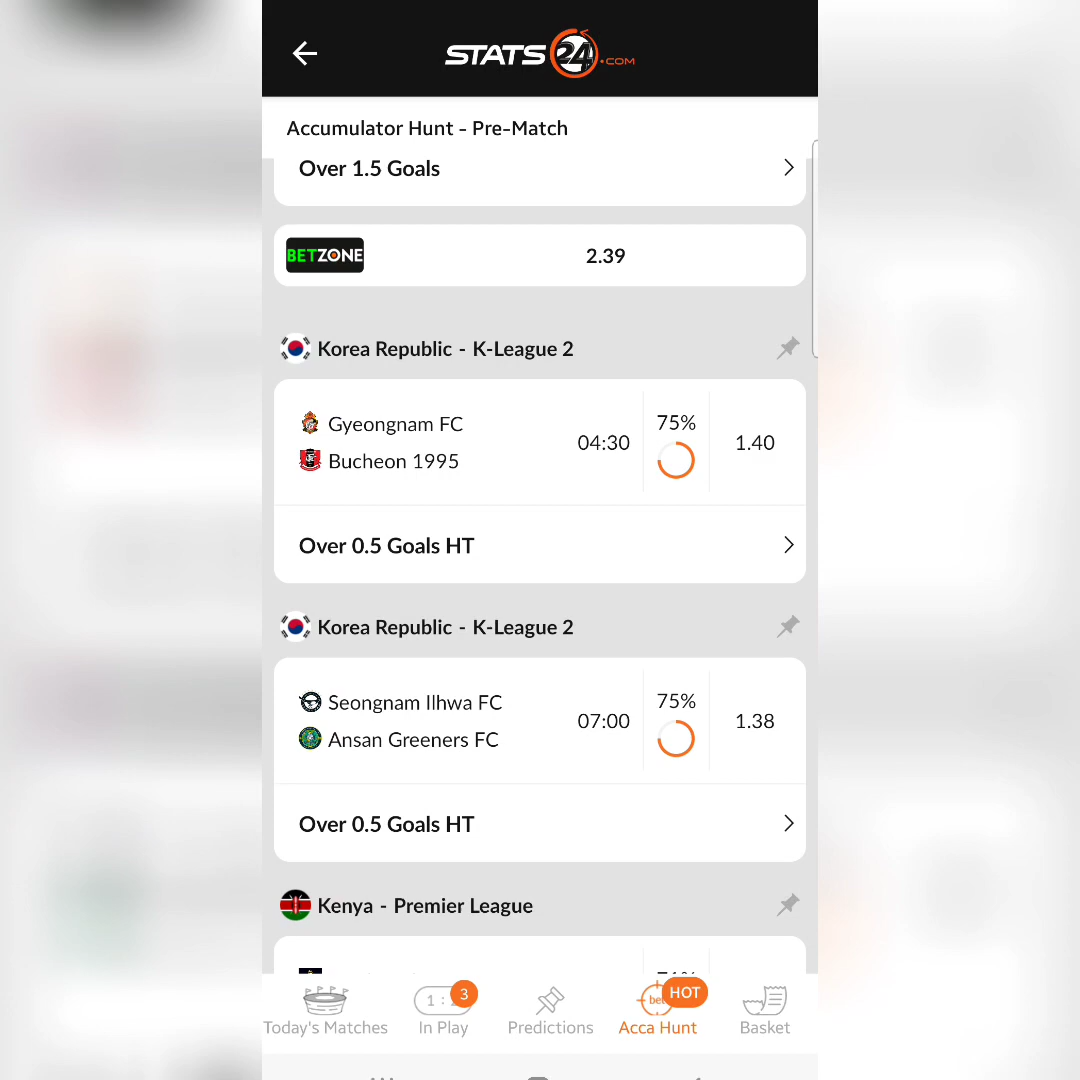 STATS 24 .COM
Accumulator Hunt - Pre-Match
Over 1.5 Goals
BETZONE 2.39
Korea Republic - K-League 2
Gyeongnam FC
Bucheon 1995
04:30
75%
1.40
Over 0.5 Goals HT
Korea Republic - K-League 2
Seongnam Ilhwa FC
Ansan Greeners FC
07:00
75%
1.38
Over 0.5 Goals HT
Kenya - Premier League
3
bet
HOT
Today's Matches
In Play
Predictions
Acca Hunt
Basket